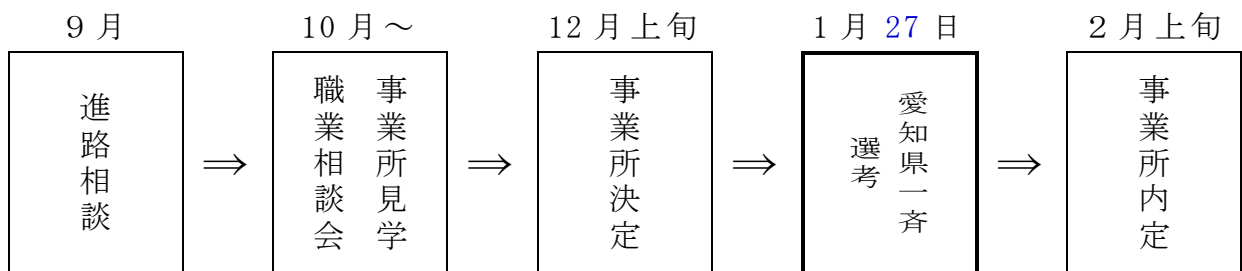 9月
進路相談
⇒
10月～
事業所見学
職業相談会
⇒
12月上旬
事業所決定
⇒
1月27日
愛知県一斉
選考
⇒
2月上旬
事業所内定